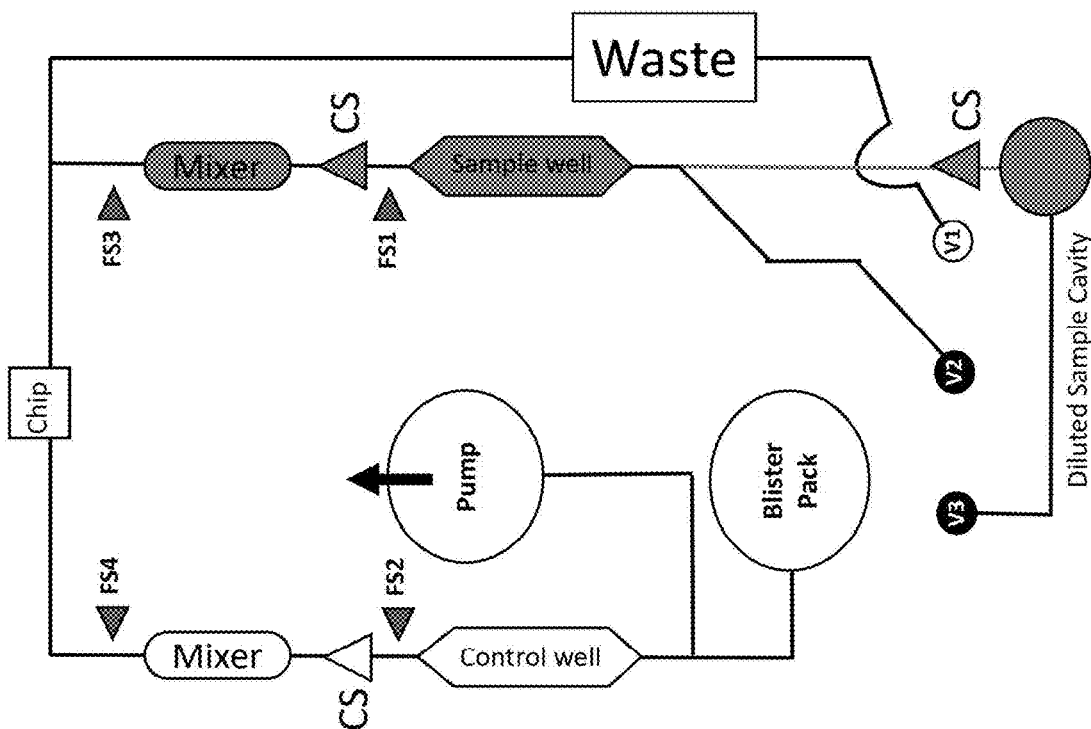 Waste
CS
CS
Mixer
Sample well
FS3
FS1
V1
Chip
V2
Diluted Sample Cavity
Pump
Blister
Pack
V3
FS4
FS2
Mixer
Control well
CS